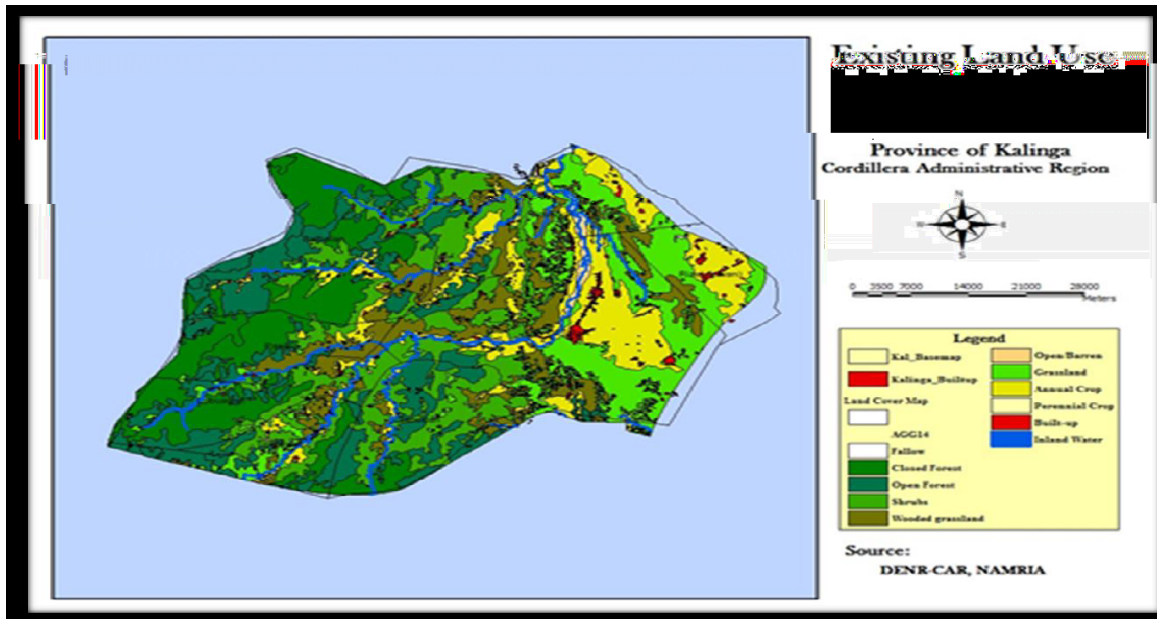 Existing Land Use
Province of Kalinga
Cordillera Administrative Region
N
S
0 3500 7000 14000 21000 28000
Meters
Legend
Kal_Basemap
Kalinga_Builtup
Land Cover Map
AGG14
Fallow
Closed Forest
Open Forest
Shrubs
Wooded grassland
Open/Barren
Grassland
Annual Crop
Perennial Crop
Built-up
Inland Water
Source:
DENR-CAR, NAMRIA